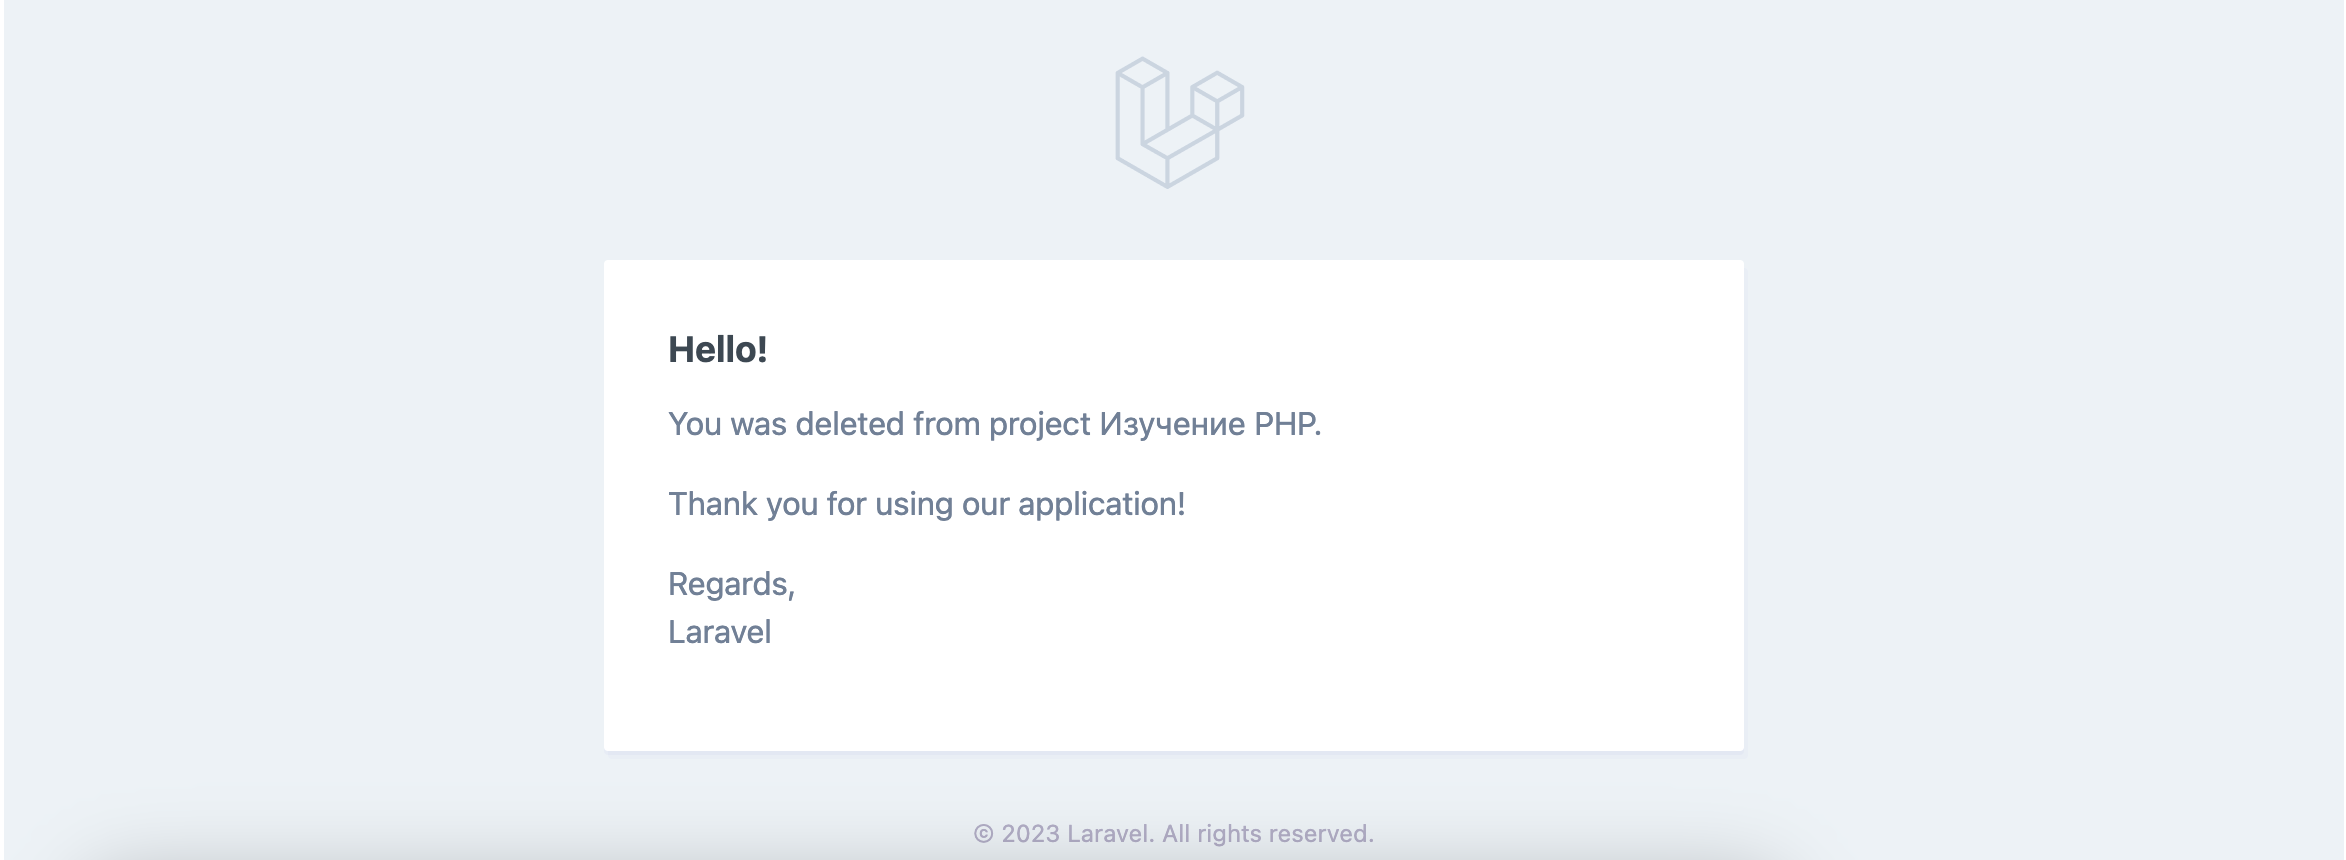 Hello!
You was deleted from project Изучение PHP.
Thank you for using our application!
Regards,
Laravel
© 2023 Laravel. All rights reserved.